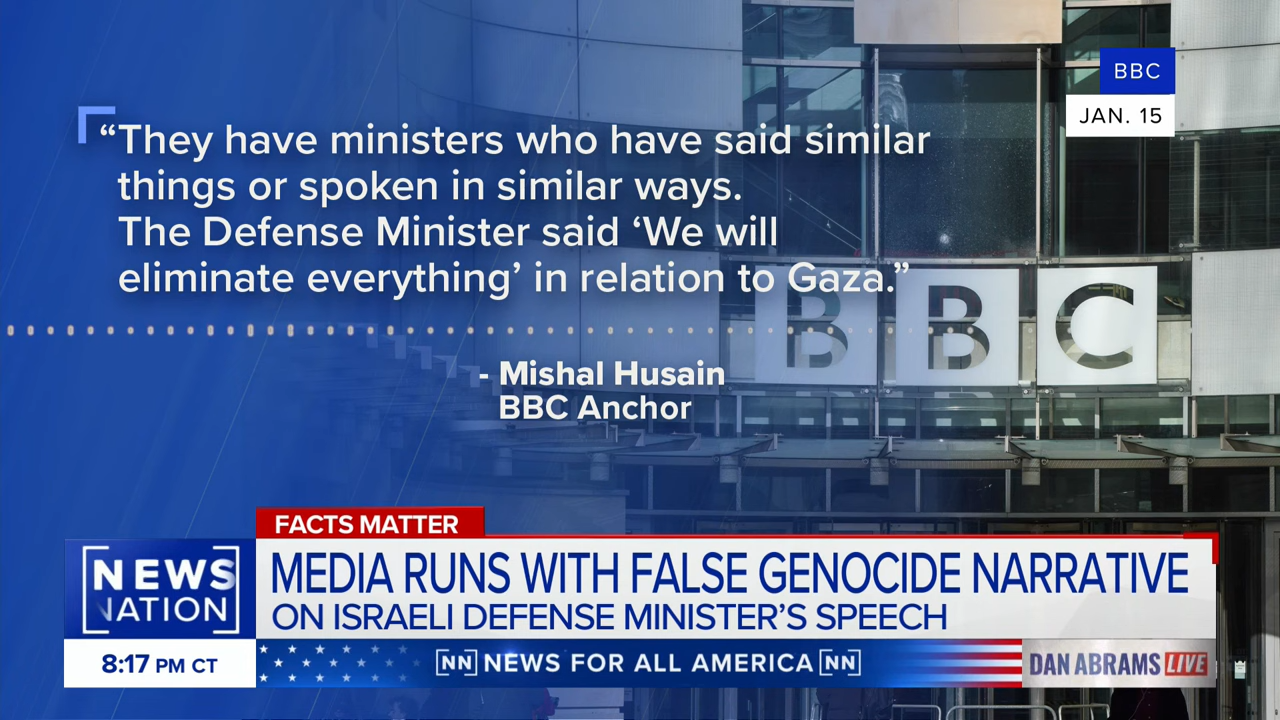 BBC
JAN. 15
“They have ministers who have said similar
things or spoken in similar ways.
The Defense Minister said ‘We will
eliminate everything’ in relation to Gaza.”
BBC
- Mishal Husain
BBC Anchor
FACTS MATTER
NEWS
NATION
MEDIA RUNS WITH FALSE GENOCIDE NARRATIVE
ON ISRAELI DEFENSE MINISTER’S SPEECH
8:17 PM CT
NN NEWS FOR ALL AMERICA NN
DAN ABRAMS LIVE